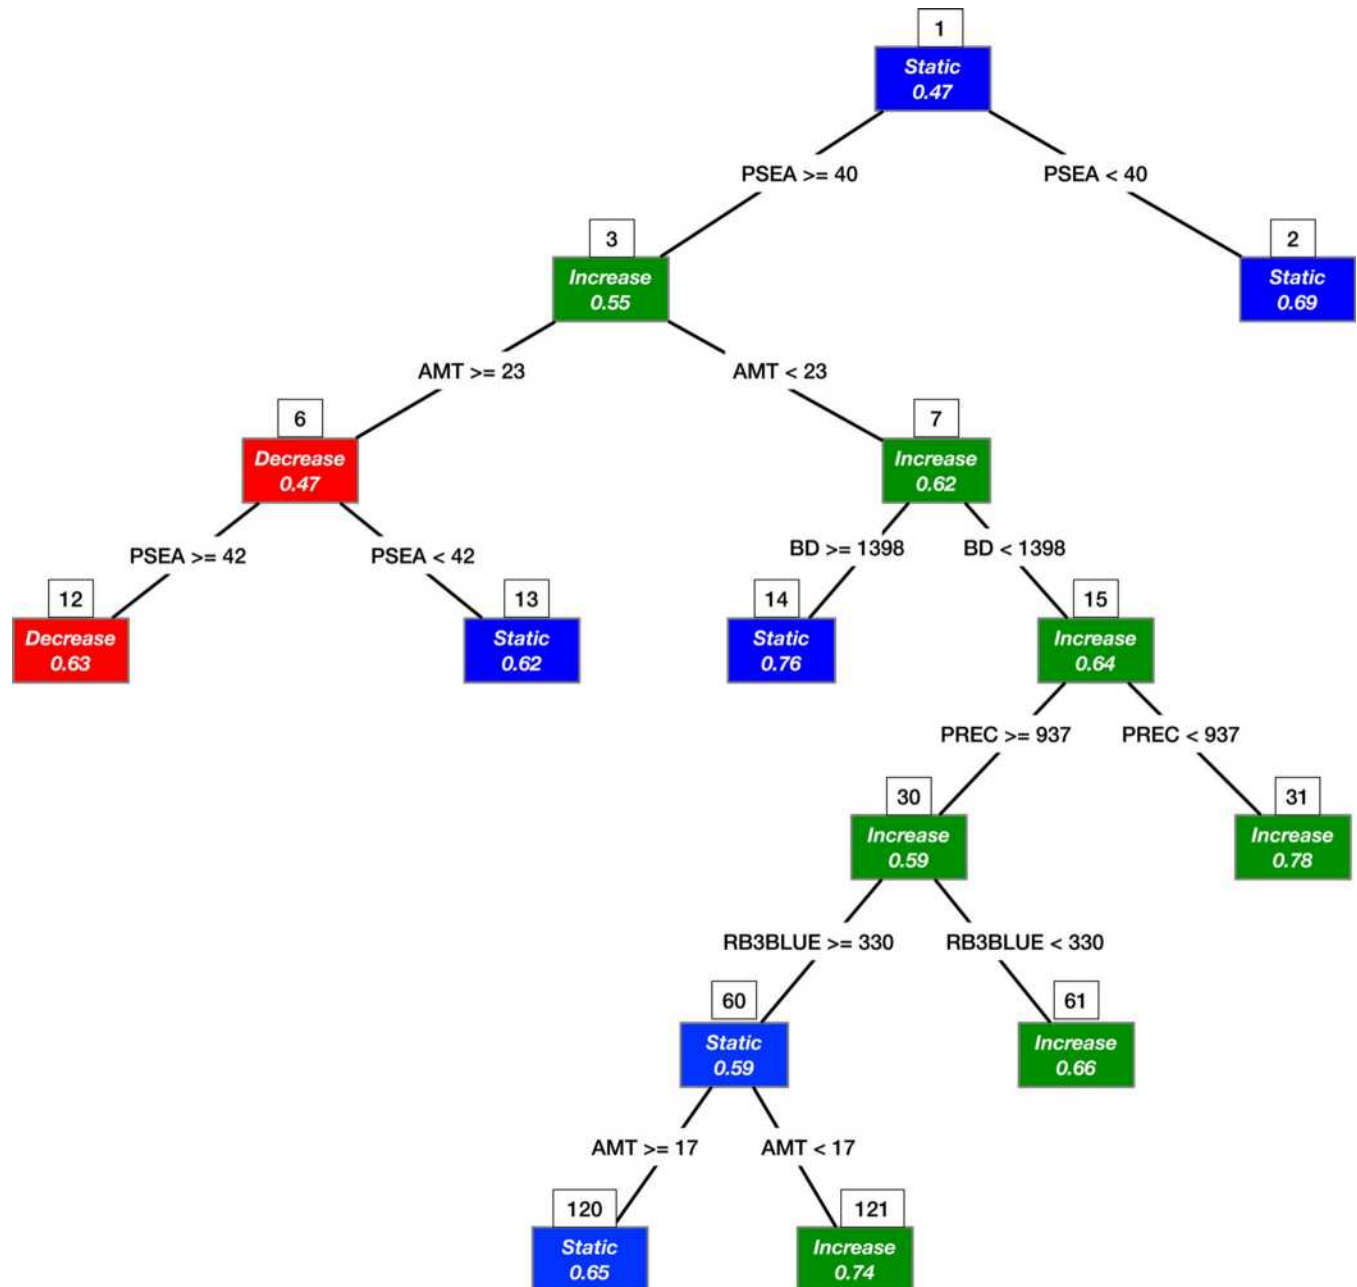 1
Static
0.47
PSEA >= 40
PSEA < 40
3
Increase
0.55
2
Static
0.69
AMT >= 23
AMT < 23
6
Decrease
0.47
7
Increase
0.62
PSEA >= 42
PSEA < 42
BD >= 1398
BD < 1398
12
Decrease
0.63
13
Static
0.62
14
Static
0.76
15
Increase
0.64
PREC >= 937
PREC < 937
30
Increase
0.59
31
Increase
0.78
RB3BLUE >= 330
RB3BLUE < 330
60
Static
0.59
61
Increase
0.66
AMT >= 17
AMT < 17
120
Static
0.65
121
Increase
0.74